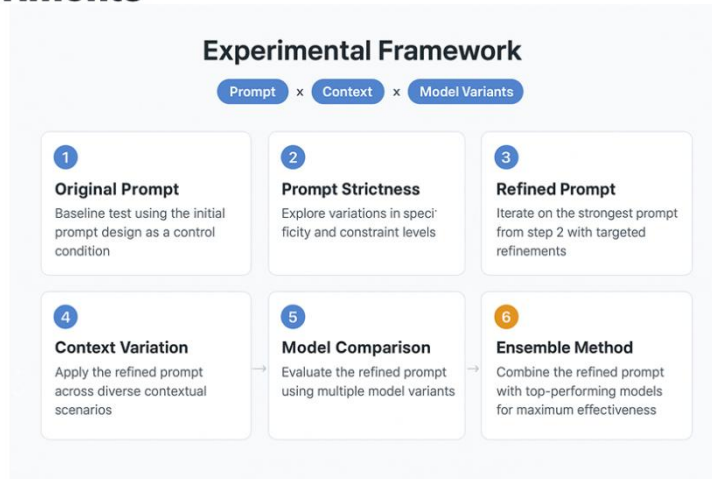 Experimental Framework
Prompt x Context x Model Variants
1
Original Prompt
Baseline test using the initial
prompt design as a control
condition
2
Prompt Strictness
Explore variations in speci-
ficity and constraint levels
3
Refined Prompt
Iterate on the strongest prompt
from step 2 with targeted
refinements
4
Context Variation
Apply the refined prompt
across diverse contextual
scenarios
→
5
Model Comparison
Evaluate the refined prompt
using multiple model variants
→
6
Ensemble Method
Combine the refined prompt
with top-performing models
for maximum effectiveness